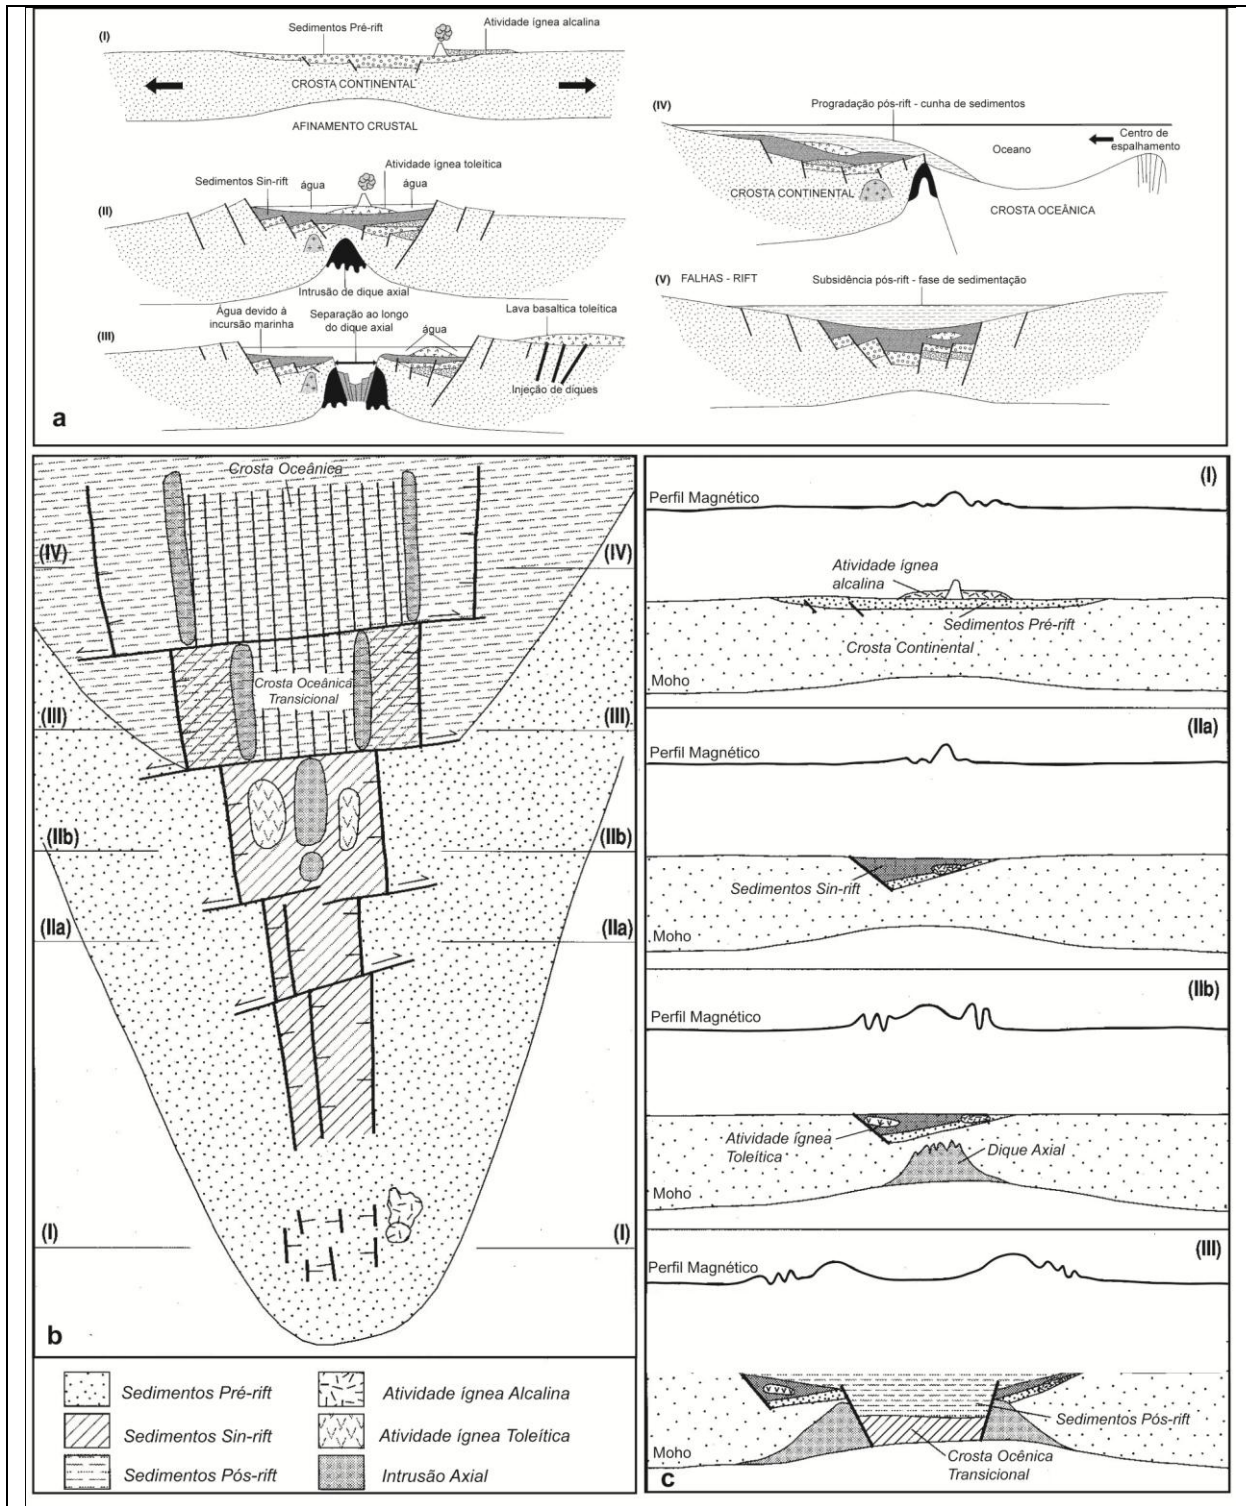 (I)
Sedimentos Pré-rift
Atividade ígnea alcalina
CROSTA CONTINENTAL
AFINAMENTO CRUSTAL
(II)
Sedimentos Sin-rift
água
Atividade ígnea toleítica
água
Intrusão de dique axial
(III)
Água devido à
incursão marinha
Separação ao longo
do dique axial
água
Lava basaltica toleítica
Injeção de diques
a
(IV)
Progradação pós-rift - cunha de sedimentos
Oceano
Centro de
espalhamento
CROSTA CONTINENTAL
CROSTA OCEÂNICA
(V)
FALHAS - RIFT
Subsidência pós-rift - fase de sedimentação
Crosta Oceânica
(IV)
(IV)
Crosta Oceânica
Transicional
(III)
(III)
(IIb)
(IIb)
(IIa)
(IIa)
(I)
(I)
b
Sedimentos Pré-rift
Atividade ígnea Alcalina
Sedimentos Sin-rift
Atividade ígnea Toleítica
Sedimentos Pós-rift
Intrusão Axial
(I)
Perfil Magnético
Atividade ígnea
alcalina
Sedimentos Pré-rift
Crosta Continental
Moho
(IIa)
Perfil Magnético
Sedimentos Sin-rift
Moho
(IIb)
Perfil Magnético
Atividade ígnea
Toleítica
Dique Axial
Moho
(III)
Perfil Magnético
Sedimentos Pós-rift
Moho
Crosta Ocênica
Transicional
c